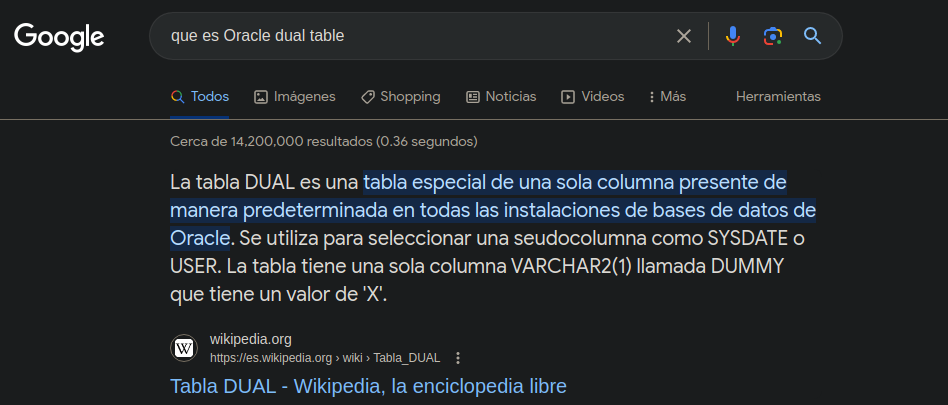 Google
que es Oracle dual table
Todos
Imágenes
Shopping
Noticias
Videos
Más
Herramientas
Cerca de 14,200,000 resultados (0.36 segundos)
La tabla DUAL es una tabla especial de una sola columna presente de
manera predeterminada en todas las instalaciones de bases de datos de
Oracle. Se utiliza para seleccionar una seudocolumna como SYSDATE o
USER. La tabla tiene una sola columna VARCHAR2(1) llamada DUMMY
que tiene un valor de 'X'.
W
wikipedia.org
https://es.wikipedia.org › wiki › Tabla_DUAL
Tabla DUAL - Wikipedia, la enciclopedia libre